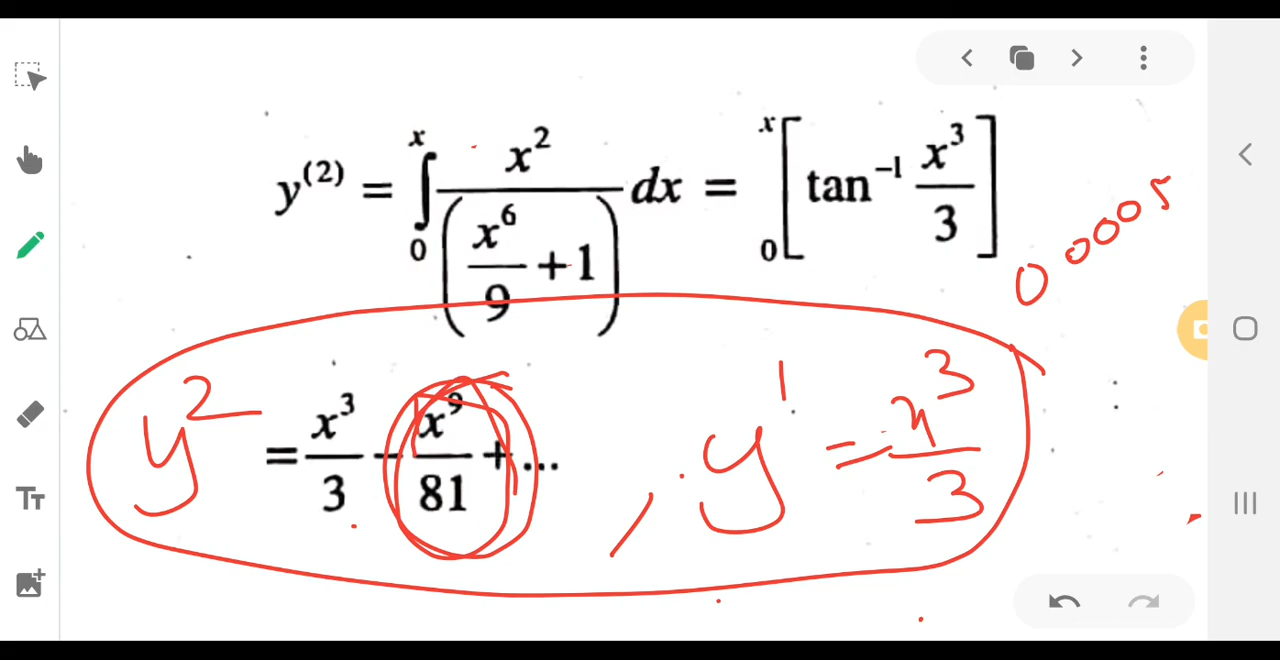 y^(2) = ∫_0^x x^2 / (x^6/9 + 1) dx = _0^x[tan^−1 x^3/3]
0 0005
y^2 = x^3/3 − x^9/81 + ... , y^1 = x^3/3
Tт